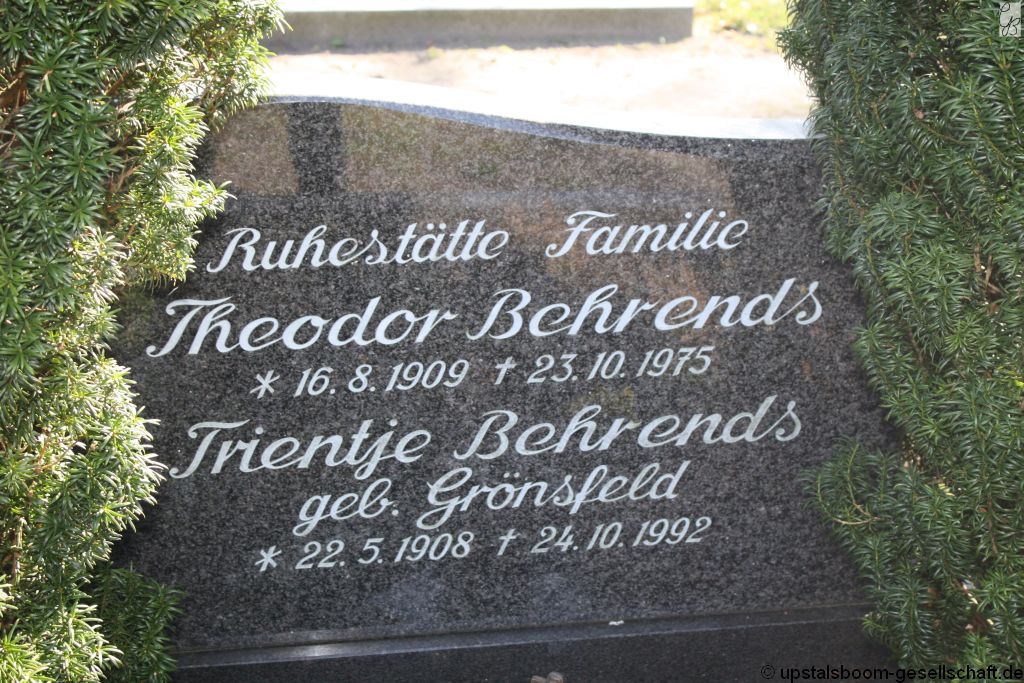 Ruhestätte Familie
Theodor Behrends
* 16. 8. 1909 † 23. 10. 1975
Trientje Behrends
geb. Grönsfeld
* 22. 5. 1908 † 24. 10. 1992
© upstalsboom-gesellschaft.de